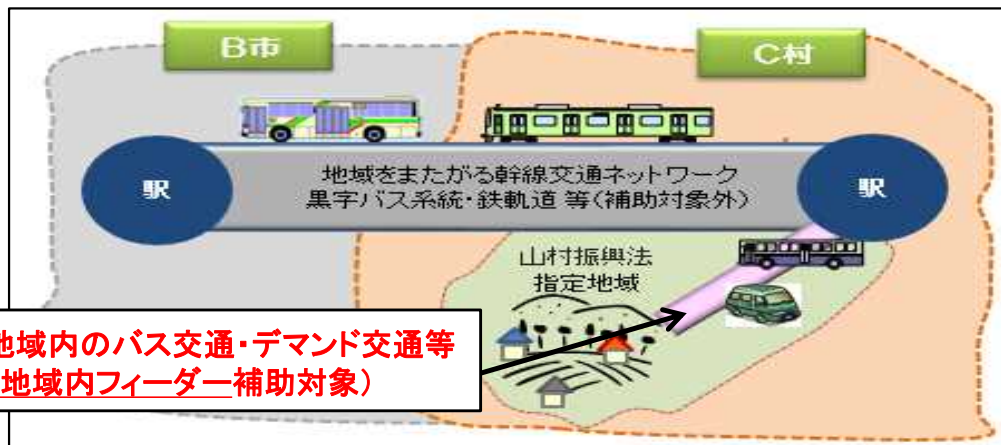 B市
C村
地域をまたがる幹線交通ネットワーク
黒字バス系統・鉄軌道 等(補助対象外)
駅
駅
山村振興法
指定地域
地域内のバス交通・デマンド交通等
地域内フィーダー補助対象)